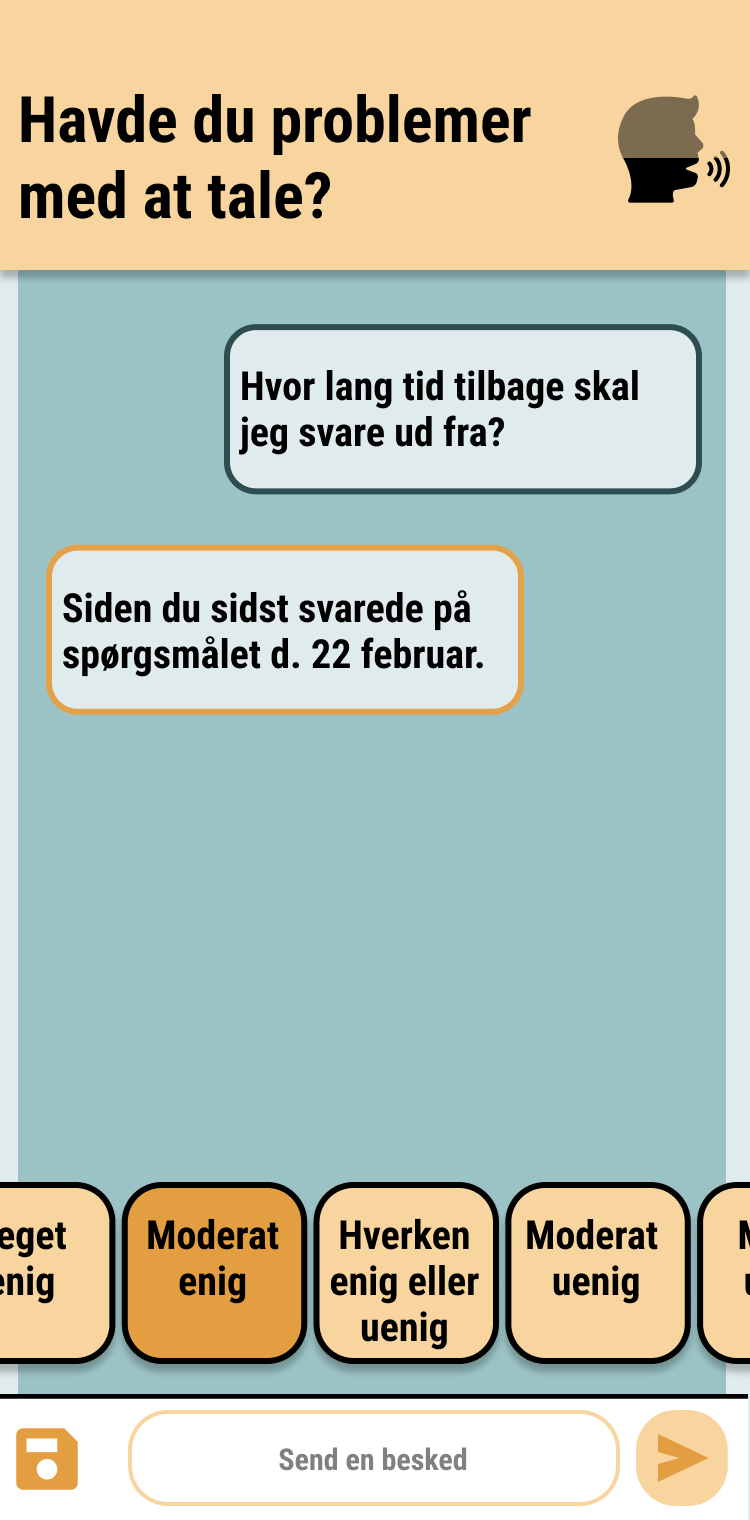 Havde du problemer
med at tale?
Hvor lang tid tilbage skal
jeg svare ud fra?
Siden du sidst svarede på
spørgsmålet d. 22 februar.
eget
enig
Moderat
enig
Hverken
enig eller
uenig
Moderat
uenig
Send en besked